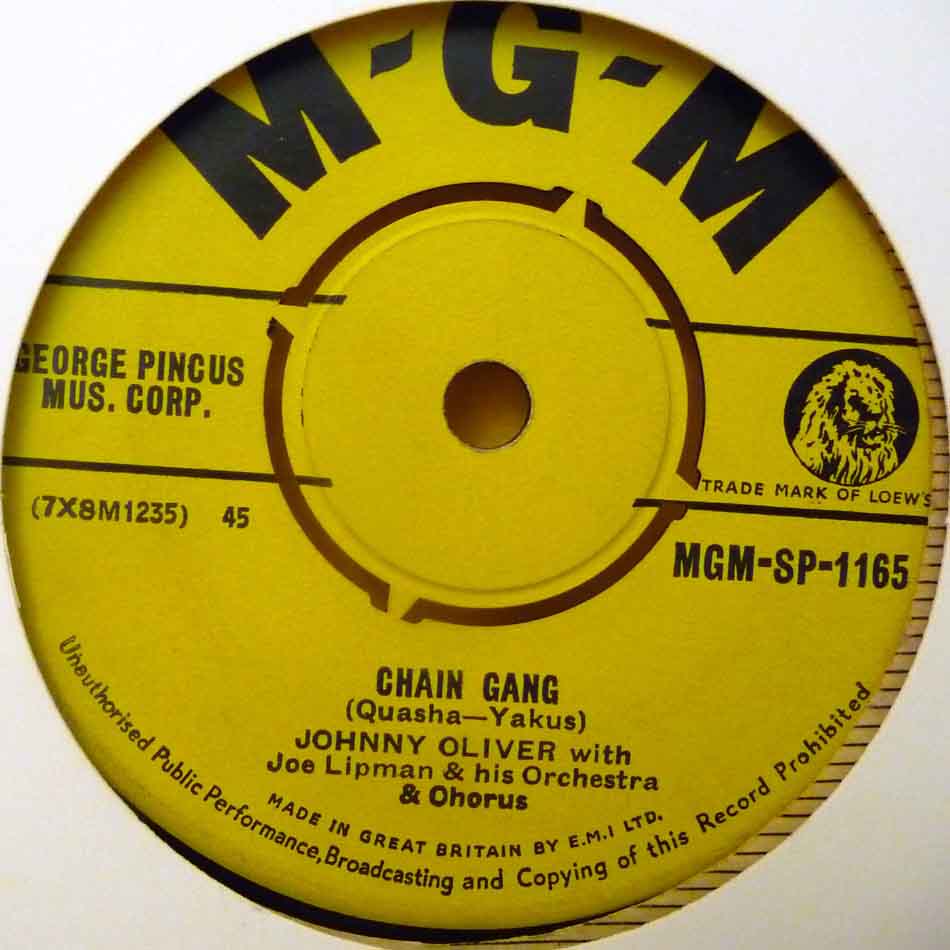 M-G-M
GEORGE PINCUS
MUS. CORP.
TRADE MARK OF LOEW'S
(7X8M1235) 45
MGM-SP-1165
CHAIN GANG
(Quasha—Yakus)
JOHNNY OLIVER with
Joe Lipman & his Orchestra
& Ohorus
MADE IN GREAT BRITAIN BY E.M.I LTD.
Unauthorised Public Performance, Broadcasting and Copying of this Record Prohibited